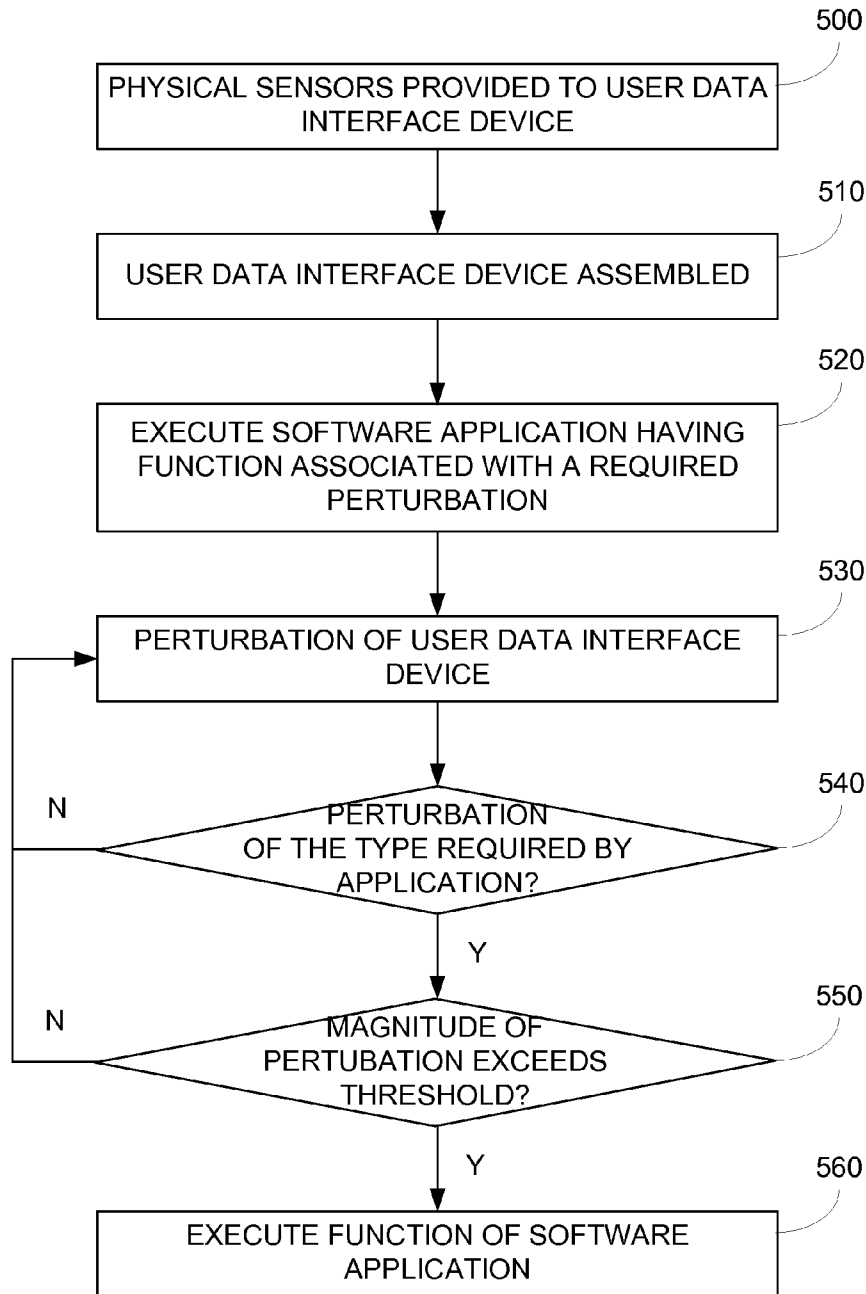 500
PHYSICAL SENSORS PROVIDED TO USER DATA
INTERFACE DEVICE
510
USER DATA INTERFACE DEVICE ASSEMBLED
520
EXECUTE SOFTWARE APPLICATION HAVING
FUNCTION ASSOCIATED WITH A REQUIRED
PERTURBATION
530
PERTURBATION OF USER DATA INTERFACE
DEVICE
540
N
PERTURBATION
OF THE TYPE REQUIRED BY
APPLICATION?
Y
550
N
MAGNITUDE OF
PERTUBATION EXCEEDS
THRESHOLD?
Y
560
EXECUTE FUNCTION OF SOFTWARE
APPLICATION